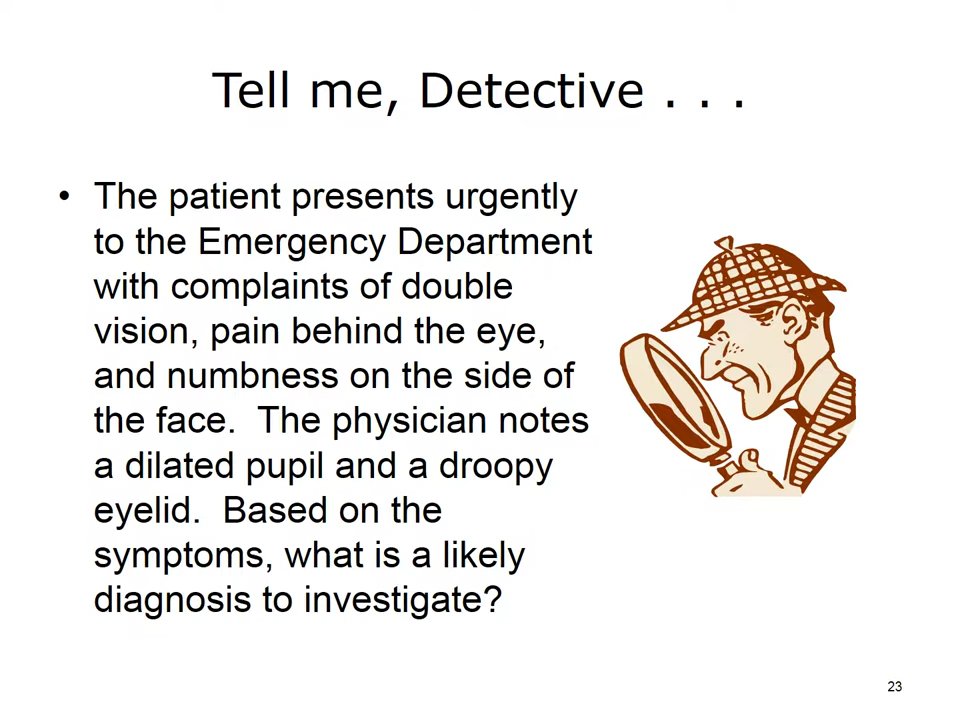 Tell me, Detective . . .
• The patient presents urgently
to the Emergency Department
with complaints of double
vision, pain behind the eye,
and numbness on the side of
the face.  The physician notes
a dilated pupil and a droopy
eyelid.  Based on the
symptoms, what is a likely
diagnosis to investigate?
23